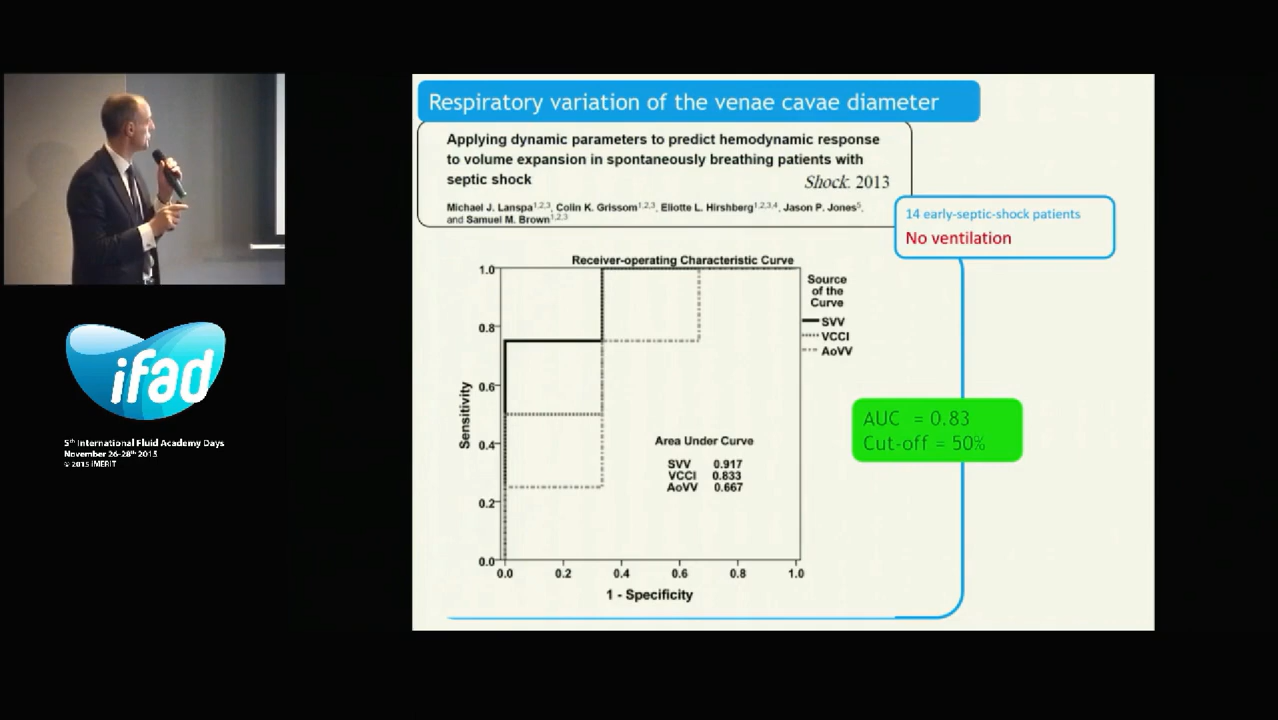 Respiratory variation of the venae cavae diameter
Applying dynamic parameters to predict hemodynamic response
to volume expansion in spontaneously breathing patients with
septic shock
Shock. 2013
Michael J. Lanspa1,2,3, Colin K. Grissom1,2,3, Eliotte L. Hirshberg1,2,3,4, Jason P. Jones5,
and Samuel M. Brown1,2,3
14 early-septic-shock patients
No ventilation
Receiver-operating Characteristic Curve
Source
of the
Curve
SVV
VCCI
AoVV
1.0
0.8
0.6
0.4
0.2
0.0
Sensitivity
Area Under Curve
SVV 0.917
VCCI 0.833
AoVV 0.667
0.0 0.2 0.4 0.6 0.8 1.0
1 - Specificity
AUC = 0.83
Cut-off = 50%
ifad
5th International Fluid Academy Days
November 26-28th 2015
© 2015 iMERIT